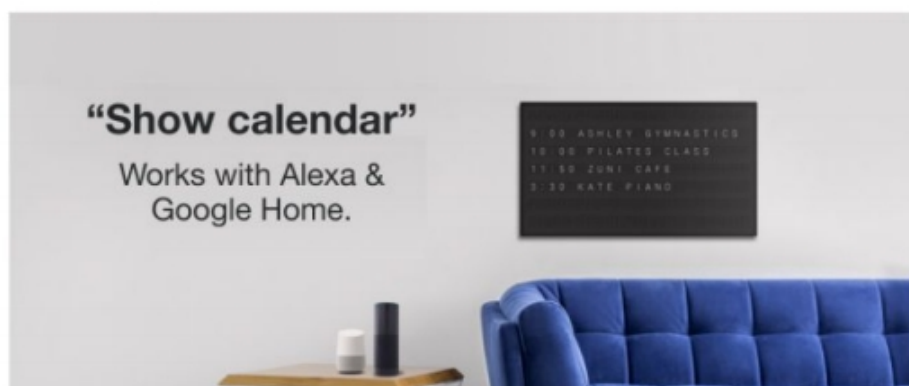 “Show calendar”
Works with Alexa &
Google Home.
9:00 ASHLEY GYMNASTICS
10:00 PILATES CLASS
11:50 ZUNI CAFE
3:30 KATE PIANO